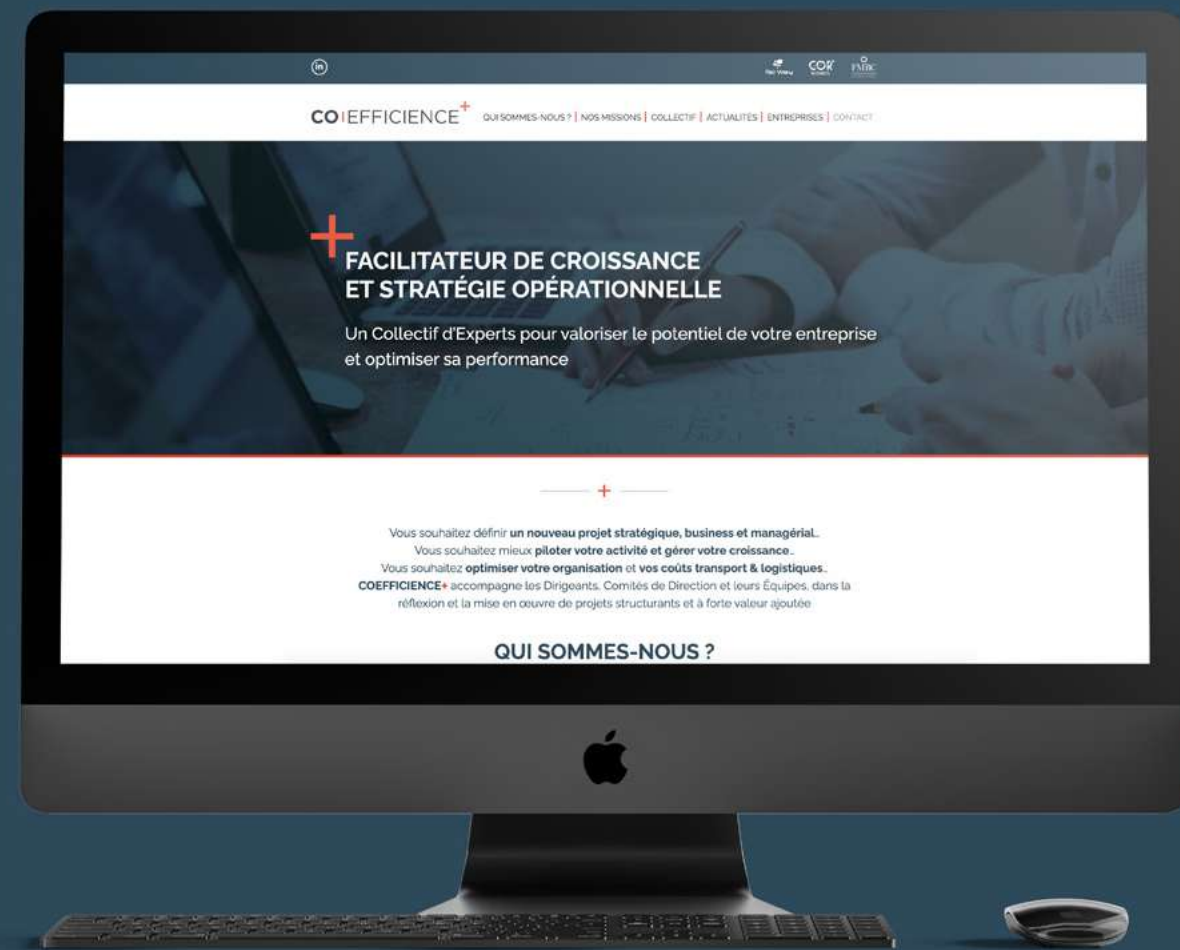 in
COR
CO|EFFICIENCE+
QUI SOMMES-NOUS ? | NOS MISSIONS | COLLECTIF | ACTUALITÉS | ENTREPRISES | CONTACT
+
FACILITATEUR DE CROISSANCE
ET STRATÉGIE OPÉRATIONNELLE
Un Collectif d'Experts pour valoriser le potentiel de votre entreprise
et optimiser sa performance
+
Vous souhaitez définir un nouveau projet stratégique, business et managérial...
Vous souhaitez mieux piloter votre activité et gérer votre croissance...
Vous souhaitez optimiser votre organisation et vos coûts transport & logistiques...
COEFFICIENCE+ accompagne les Dirigeants, Comités de Direction et leurs Équipes, dans la
réflexion et la mise en œuvre de projets structurants et à forte valeur ajoutée
QUI SOMMES-NOUS ?